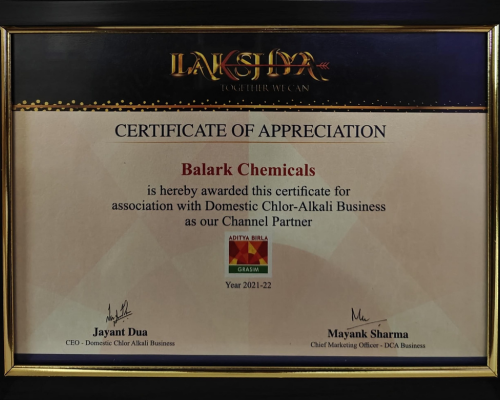 LAKSHYA
TOGETHER WE CAN
CERTIFICATE OF APPRECIATION
Balark Chemicals
is hereby awarded this certificate for
association with Domestic Chlor-Alkali Business
as our Channel Partner
ADITYA BIRLA
GRASIM
Year 2021-22
Jayant Dua
CEO - Domestic Chlor Alkali Business
Mayank Sharma
Chief Marketing Officer - DCA Business